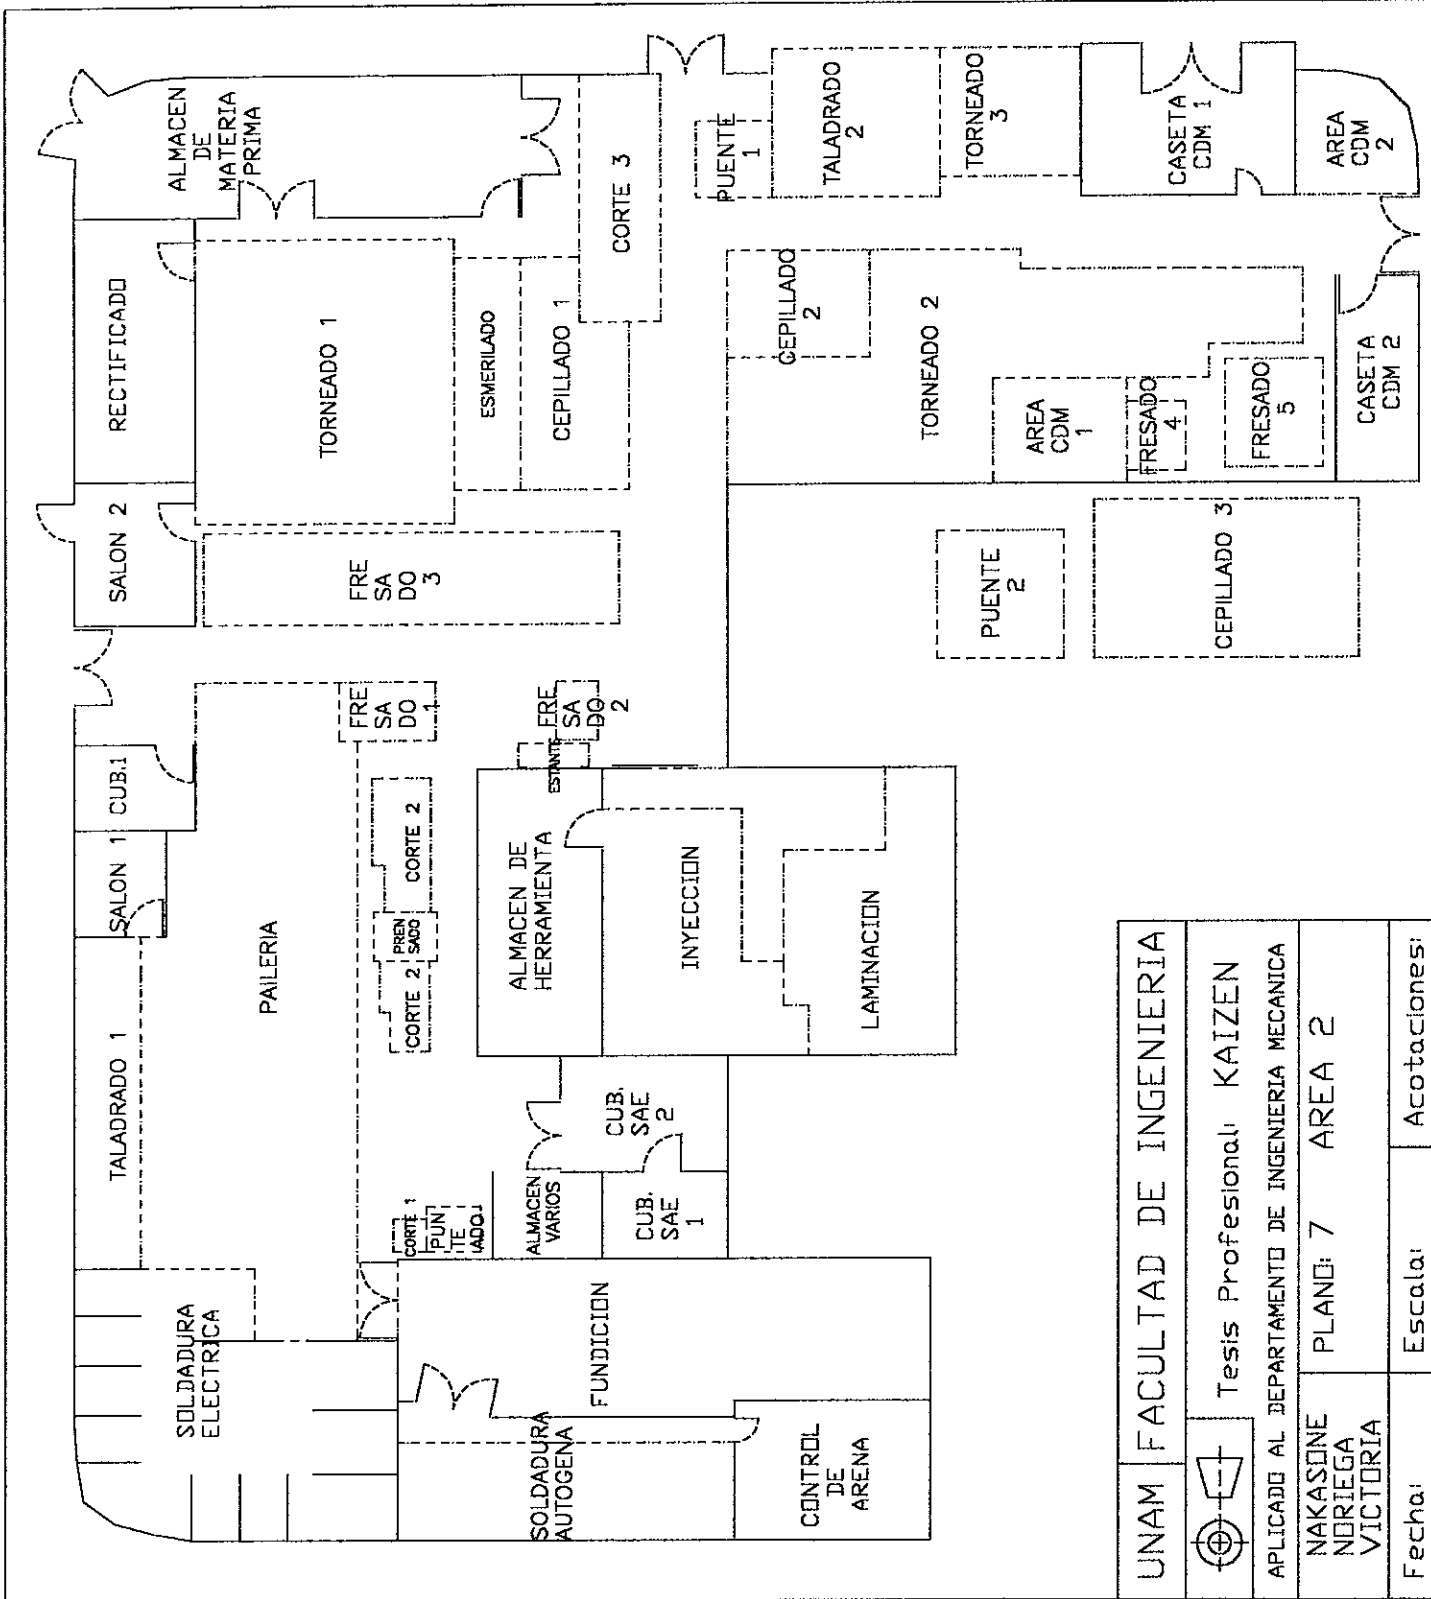 SOLDADURA
ELECTRICA
TALADRADO 1
SALON 1
CUB.1
SALON 2
RECTIFICADO
ALMACEN
DE
MATERIA
PRIMA
PAILERIA
TORNEADO 1
FRE
SA
DO
1
FRE
SA
DO
3
CORTE 1
PUN
TE
ADO
CORTE 2
PREN
SADO
CORTE 2
ESMERILADO
SOLDADURA
AUTOGENA
FUNDICION
ALMACEN
VARIOS
ALMACEN DE
HERRAMIENTA
ESTANTE
FRE
SA
DO
2
CEPILLADO 1
CORTE 3
CUB.
SAE
1
CUB.
SAE
2
INYECCION
PUENTE
1
CONTROL
DE
ARENA
LAMINACION
CEPILLADO
2
TALADRADO
2
TORNEADO 2
TORNEADO
3
PUENTE
2
AREA
CDM
1
FRESADO
4
CASETA
CDM 1
CEPILLADO 3
FRESADO
5
AREA
CDM
2
CASETA
CDM 2
UNAM
FACULTAD DE INGENIERIA
Tesis Profesional: KAIZEN
APLICADO AL DEPARTAMENTO DE INGENIERIA MECANICA
NAKASONE
NORIEGA
VICTORIA
PLANO: 7 AREA 2
Fecha:
Escala:
Acotaciones: